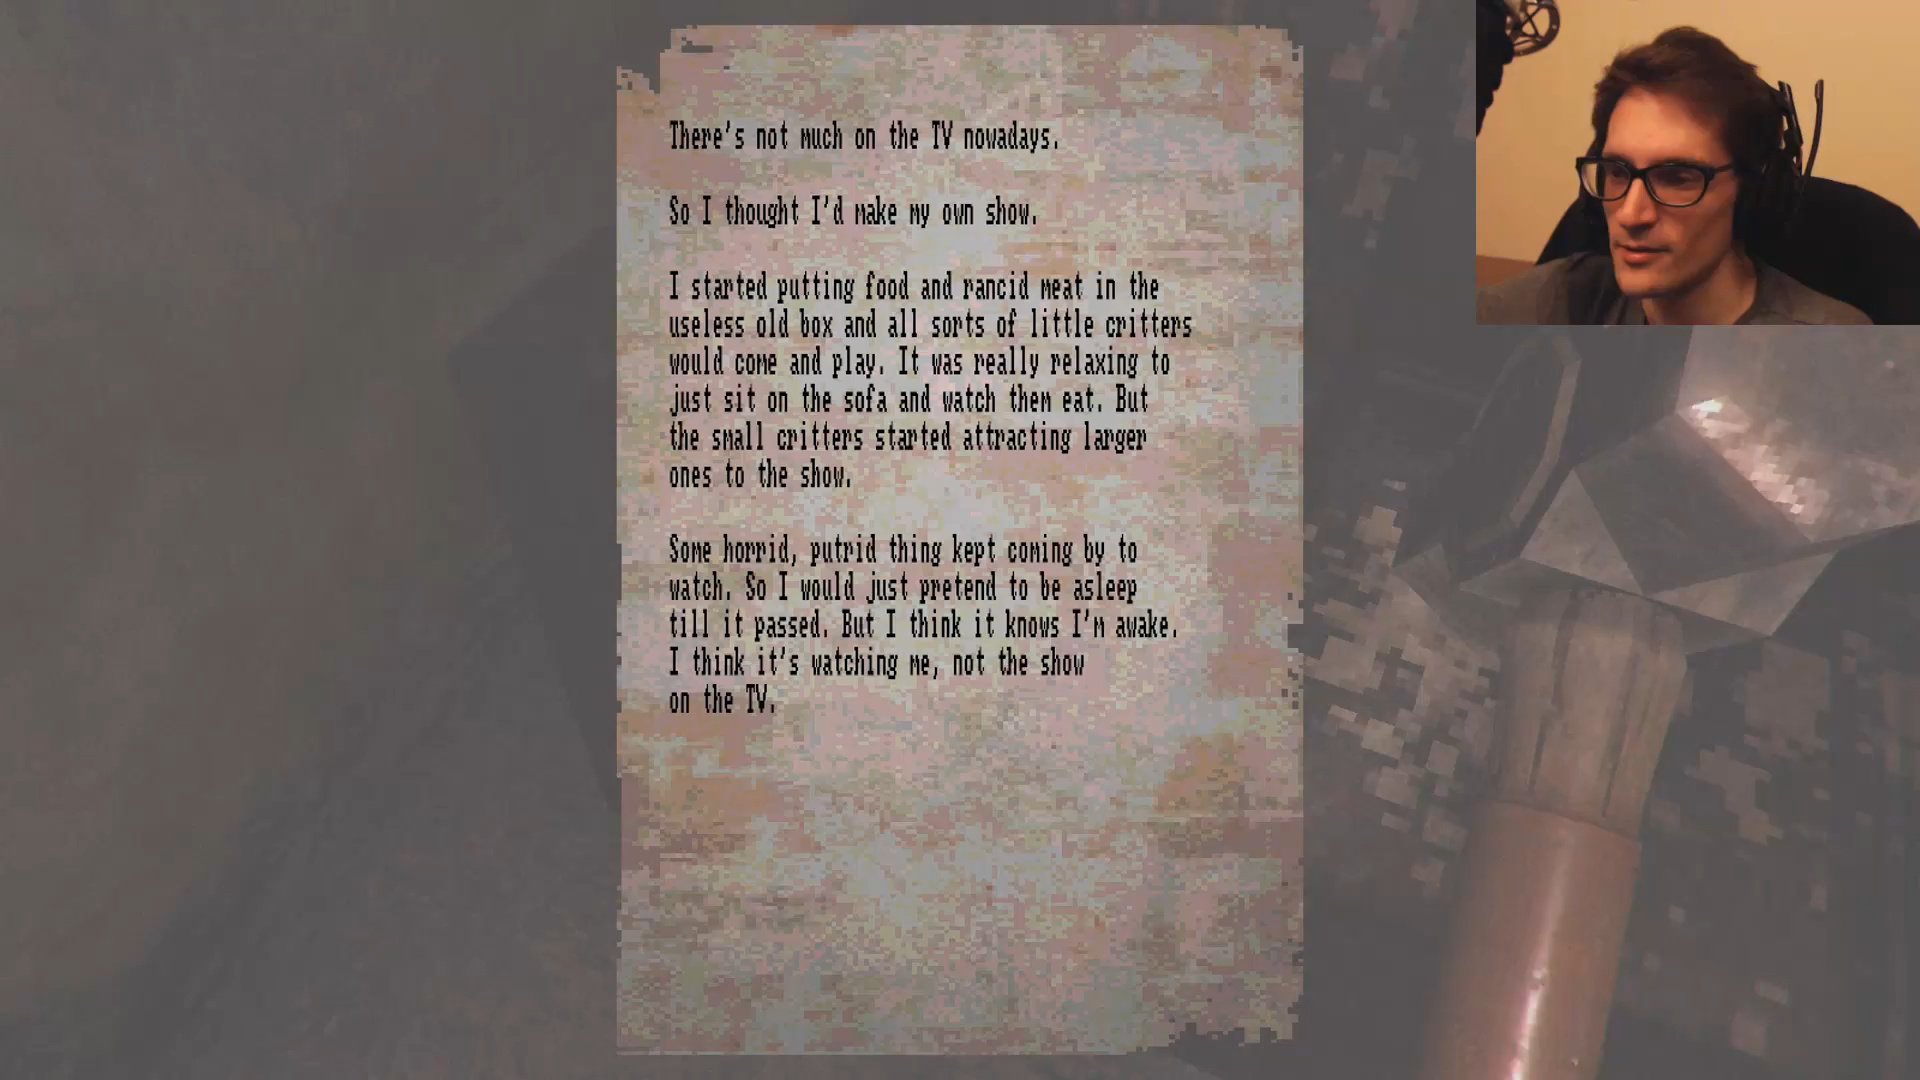 There's not much on the TV nowadays.
So I thought I'd make my own show.
I started putting food and rancid meat in the
useless old box and all sorts of little critters
would come and play. It was really relaxing to
just sit on the sofa and watch them eat. But
the small critters started attracting larger
ones to the show.
Some horrid, putrid thing kept coming by to
watch. So I would just pretend to be asleep
till it passed. But I think it knows I'm awake.
I think it's watching me, not the show
on the TV.